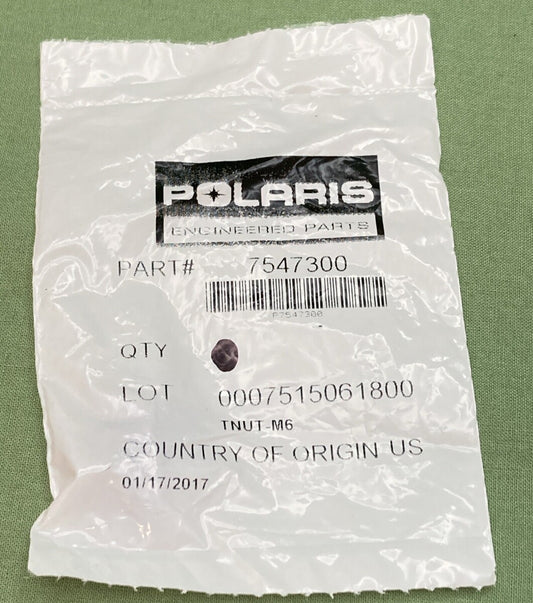 POLARIS
ENGINEERED PARTS
PART# 7547300
P7547300
QTY
LOT 0007515061800
TNUT-M6
COUNTRY OF ORIGIN US
01/17/2017